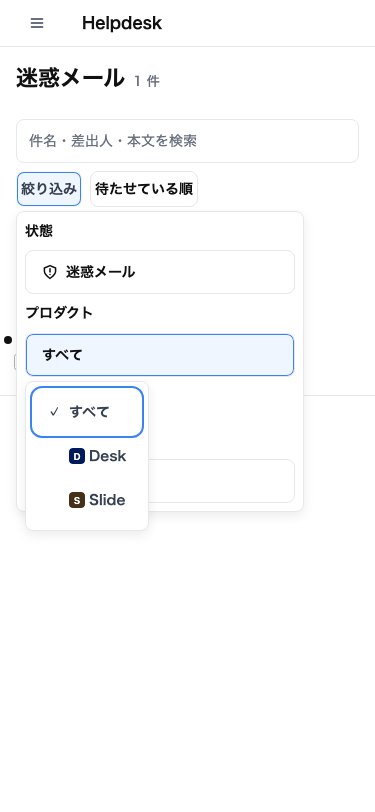 Helpdesk
迷惑メール 1 件
件名・差出人・本文を検索
絞り込み 待たせている順
状態
迷惑メール
プロダクト
すべて
✓ すべて
D Desk
S Slide